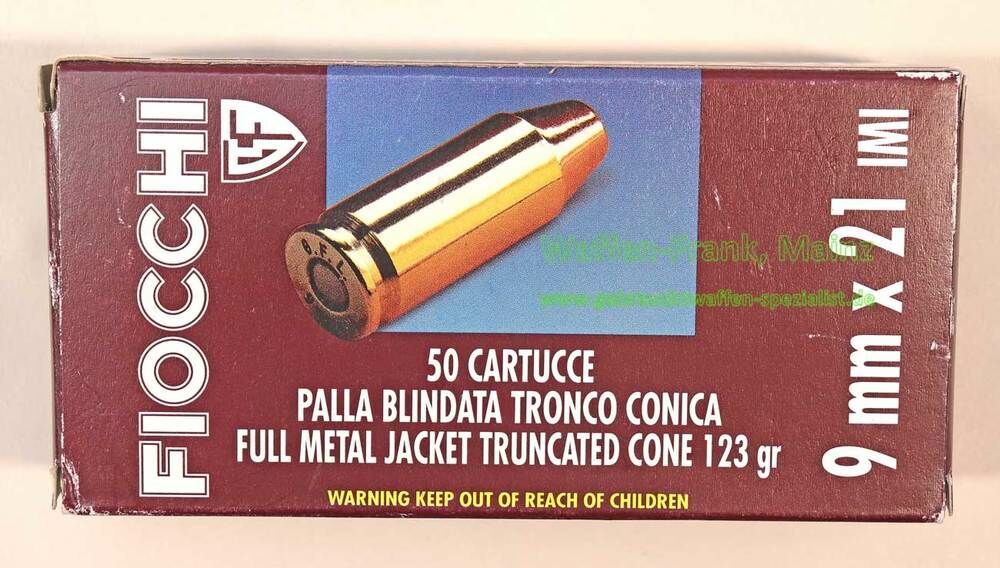 FIOCCHI
GFL
G.F.L.
50 CARTUCCE
PALLA BLINDATA TRONCO CONICA
FULL METAL JACKET TRUNCATED CONE 123 gr
WARNING KEEP OUT OF REACH OF CHILDREN
9 mm x 21 IMI
Waffen-Frank, Mainz
www.gebrauchtwaffen-spezialist.de